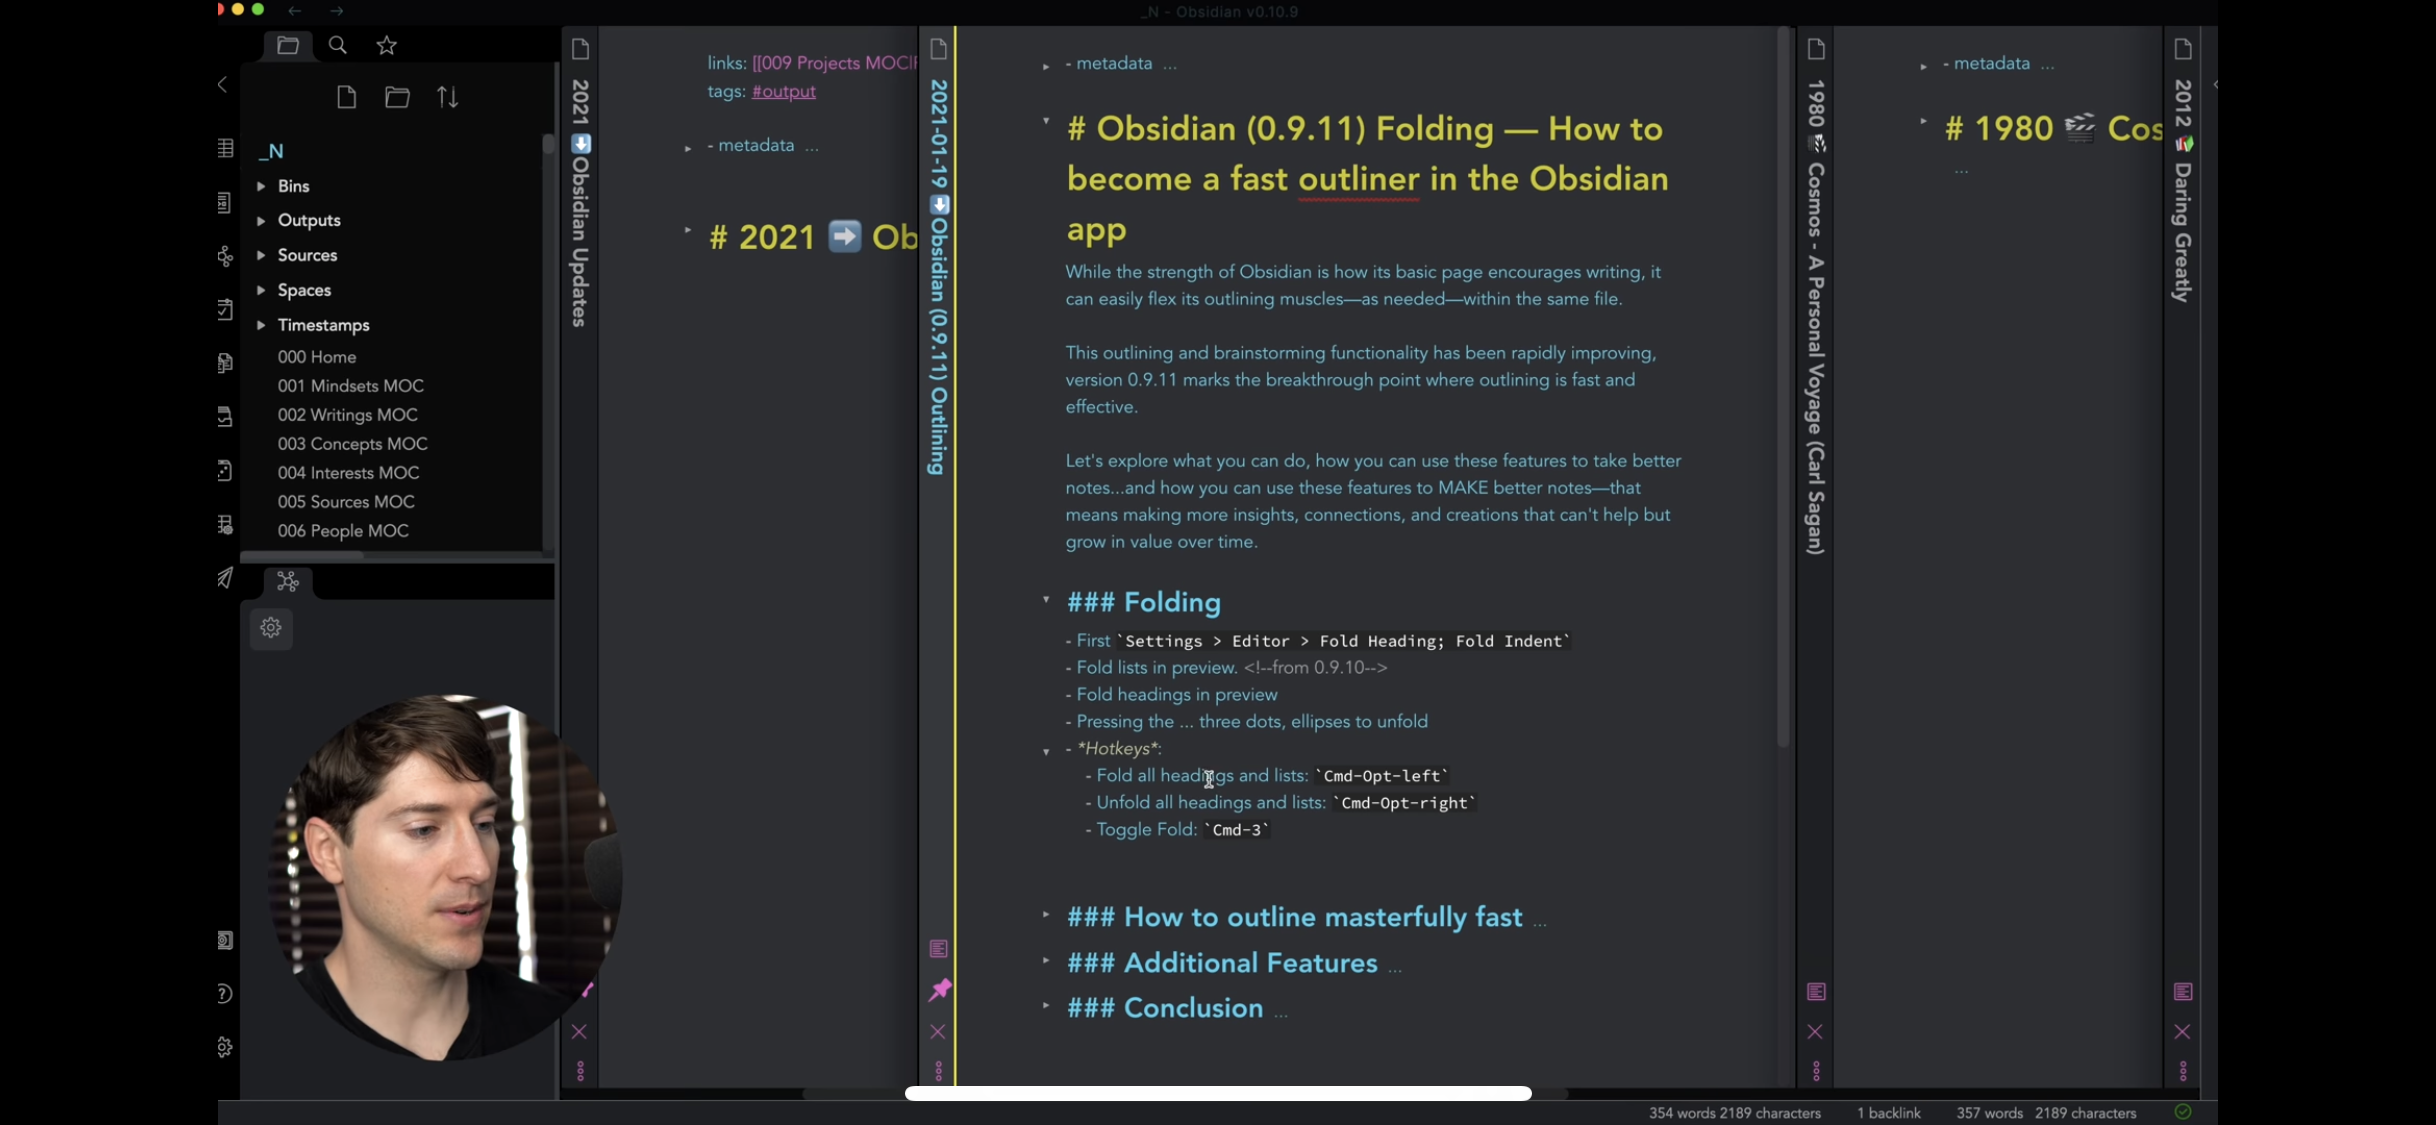 _N - Obsidian v0.10.9
_N
Bins
Outputs
Sources
Spaces
Timestamps
000 Home
001 Mindsets MOC
002 Writings MOC
003 Concepts MOC
004 Interests MOC
005 Sources MOC
006 People MOC
2021 ⬇️ Obsidian Updates
links: [[009 Projects MOC|
tags: #output
- metadata ...
# 2021 ➡️ Ob
2021-01-19 ⬇️ Obsidian (0.9.11) Outlining
- metadata ...
# Obsidian (0.9.11) Folding — How to
become a fast outliner in the Obsidian
app
While the strength of Obsidian is how its basic page encourages writing, it
can easily flex its outlining muscles—as needed—within the same file.
This outlining and brainstorming functionality has been rapidly improving,
version 0.9.11 marks the breakthrough point where outlining is fast and
effective.
Let's explore what you can do, how you can use these features to take better
notes...and how you can use these features to MAKE better notes—that
means making more insights, connections, and creations that can't help but
grow in value over time.
### Folding
- First `Settings > Editor > Fold Heading; Fold Indent`
- Fold lists in preview. <!--from 0.9.10-->
- Fold headings in preview
- Pressing the ... three dots, ellipses to unfold
- *Hotkeys*:
- Fold all headings and lists: `Cmd-Opt-left`
- Unfold all headings and lists: `Cmd-Opt-right`
- Toggle Fold: `Cmd-3`
### How to outline masterfully fast ...
### Additional Features ...
### Conclusion ...
1980 🎬 Cosmos - A Personal Voyage (Carl Sagan)
- metadata ...
# 1980 🎬 Cos
...
2012 📚 Daring Greatly
354 words 2189 characters
1 backlink
357 words
2189 characters